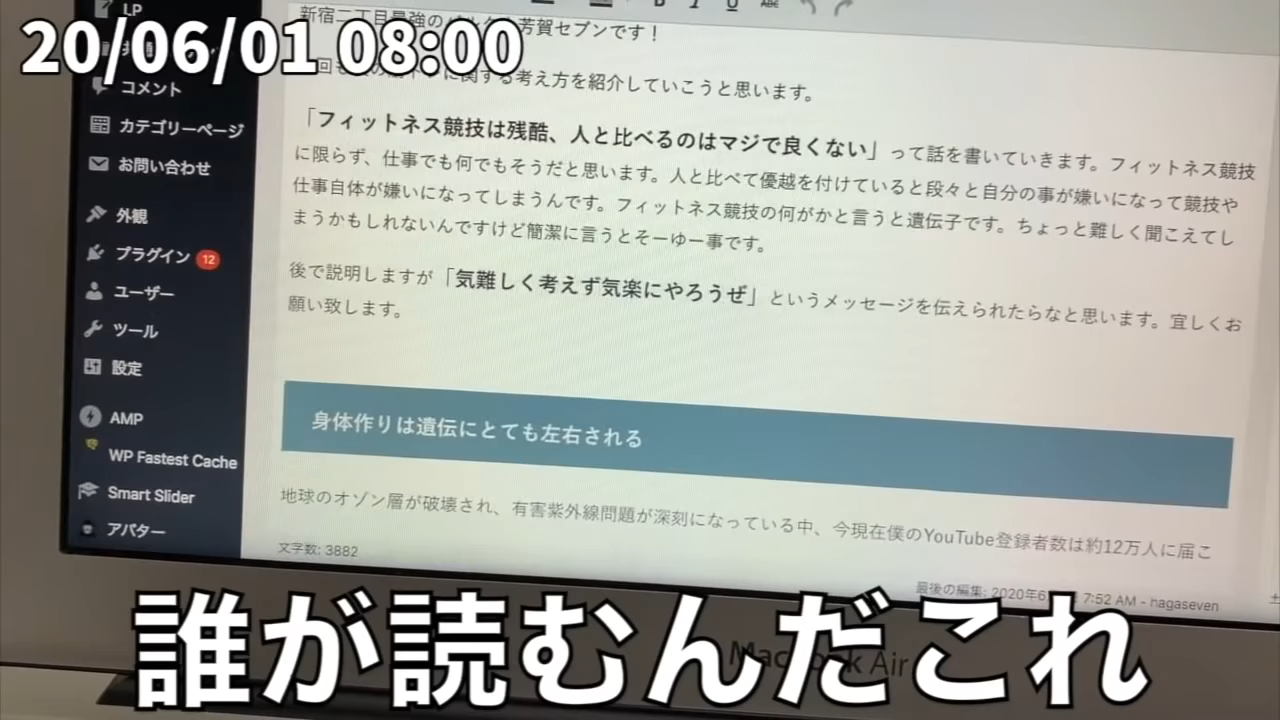 20/06/01 08:00
LP
コメント
カテゴリーページ
お問い合わせ
外観
プラグイン 12
ユーザー
ツール
設定
AMP
WP Fastest Cache
Smart Slider
アバター
B I U ABC
新宿二丁目最強の
芳賀セブンです！
に関する考え方を紹介していこうと思います。
「フィットネス競技は残酷、人と比べるのはマジで良くない」って話を書いていきます。フィットネス競技
に限らず、仕事でも何でもそうだと思います。人と比べて優越を付けていると段々と自分の事が嫌いになって競技や
仕事自体が嫌いになってしまうんです。フィットネス競技の何がかと言うと遺伝子です。ちょっと難しく聞こえてし
まうかもしれないんですけど簡潔に言うとそーゆー事です。
後で説明しますが「気難しく考えず気楽にやろうぜ」というメッセージを伝えられたらなと思います。宜しくお
願い致します。
身体作りは遺伝にとても左右される
地球のオゾン層が破壊され、有害紫外線問題が深刻になっている中、今現在僕のYouTube登録者数は約12万人に届こ
文字数: 3882
最後の編集: 2020年6 7:52 AM - nagaseven
MacBook Air
誰が読むんだこれ